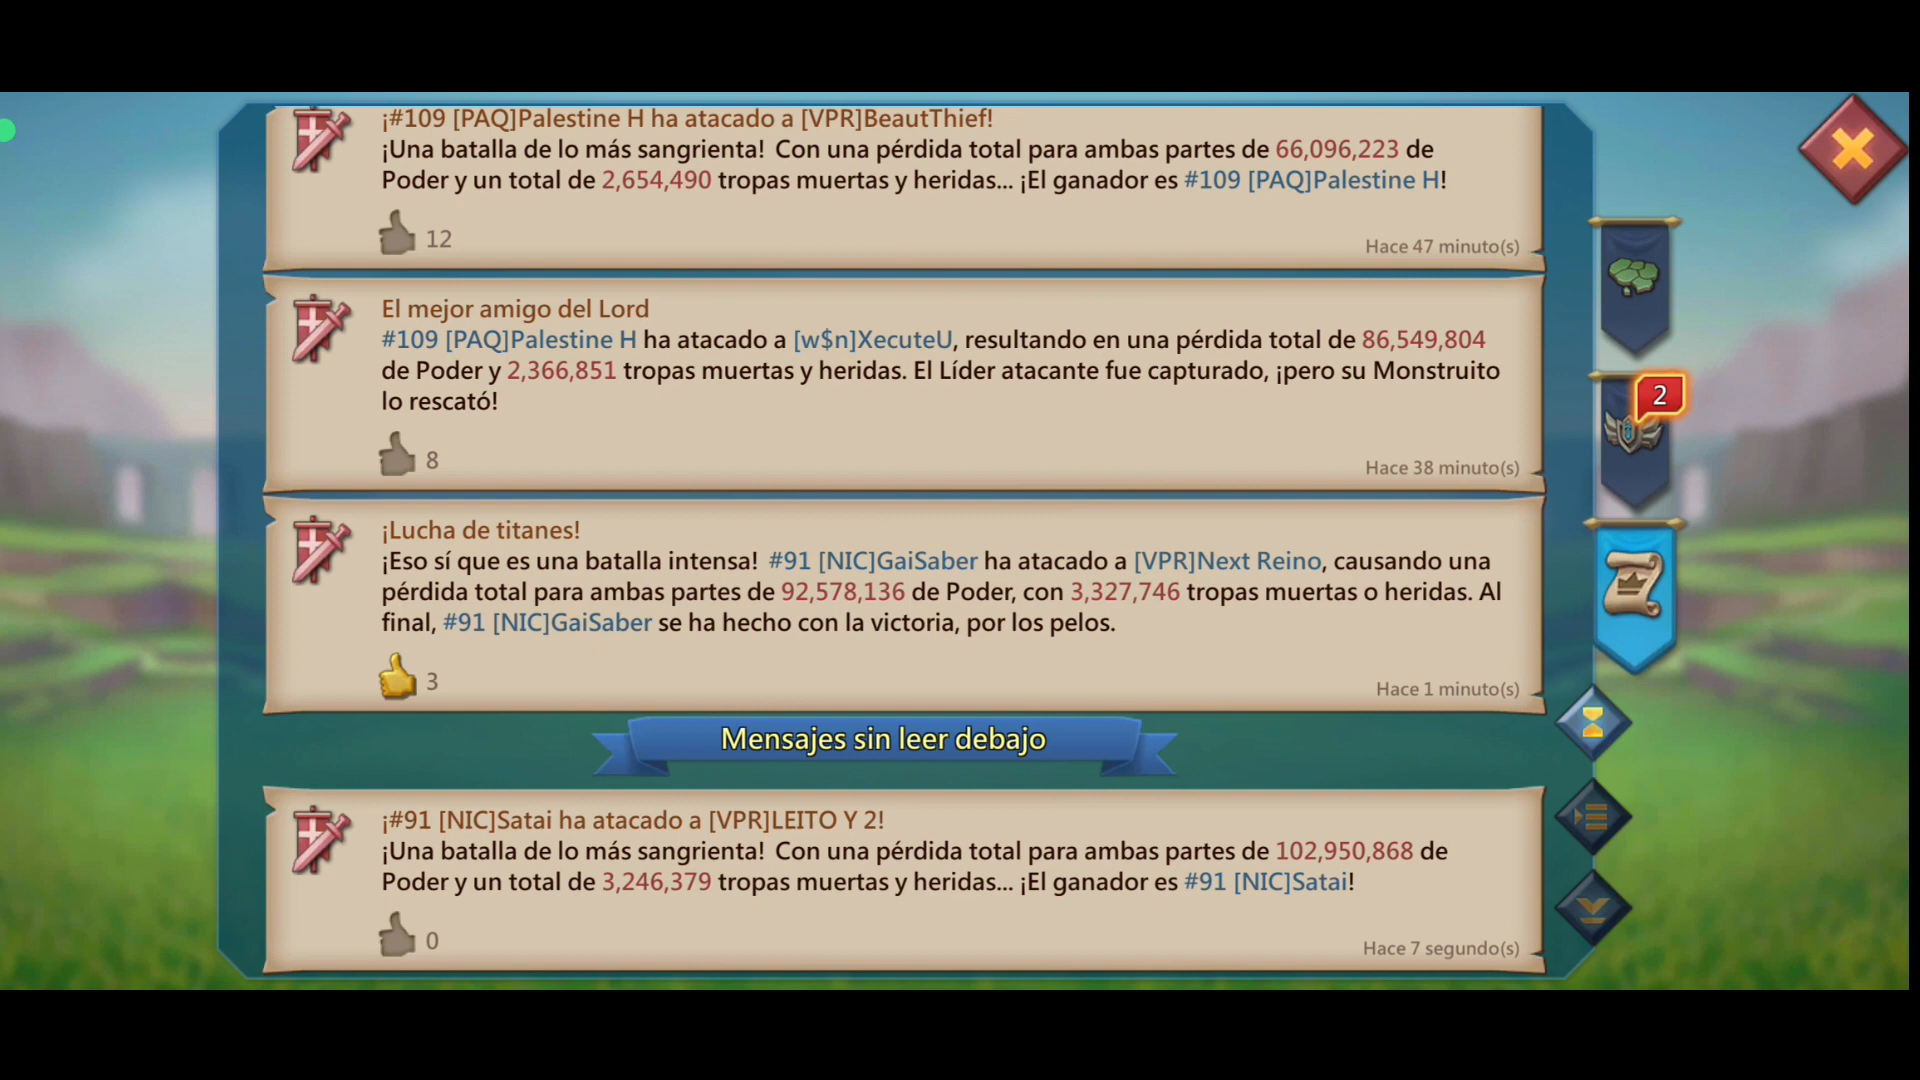 ¡#109 [PAQ]Palestine H ha atacado a [VPR]BeautThief!
¡Una batalla de lo más sangrienta! Con una pérdida total para ambas partes de 66,096,223 de
Poder y un total de 2,654,490 tropas muertas y heridas... ¡El ganador es #109 [PAQ]Palestine H!
12
Hace 47 minuto(s)
El mejor amigo del Lord
#109 [PAQ]Palestine H ha atacado a [w$n]XecuteU, resultando en una pérdida total de 86,549,804
de Poder y 2,366,851 tropas muertas y heridas. El Líder atacante fue capturado, ¡pero su Monstruito
lo rescató!
8
Hace 38 minuto(s)
2
¡Lucha de titanes!
¡Eso sí que es una batalla intensa! #91 [NIC]GaiSaber ha atacado a [VPR]Next Reino, causando una
pérdida total para ambas partes de 92,578,136 de Poder, con 3,327,746 tropas muertas o heridas. Al
final, #91 [NIC]GaiSaber se ha hecho con la victoria, por los pelos.
3
Hace 1 minuto(s)
Mensajes sin leer debajo
¡#91 [NIC]Satai ha atacado a [VPR]LEITO Y 2!
¡Una batalla de lo más sangrienta! Con una pérdida total para ambas partes de 102,950,868 de
Poder y un total de 3,246,379 tropas muertas y heridas... ¡El ganador es #91 [NIC]Satai!
0
Hace 7 segundo(s)